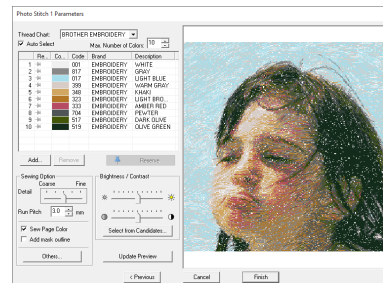 Photo Stitch 1 Parameters
Thread Chart: BROTHER EMBROIDERY
Auto Select Max. Number of Colors: 10
Re... Co... Code Brand Description
1 001 EMBROIDERY WHITE
2 817 EMBROIDERY GRAY
3 017 EMBROIDERY LIGHT BLUE
4 399 EMBROIDERY WARM GRAY
5 348 EMBROIDERY KHAKI
6 323 EMBROIDERY LIGHT BRO...
7 333 EMBROIDERY AMBER RED
8 704 EMBROIDERY PEWTER
9 517 EMBROIDERY DARK OLIVE
10 519 EMBROIDERY OLIVE GREEN
Add... Remove Reserve
Sewing Option Brightness / Contrast
Coarse Fine
Detail
Run Pitch 3.0 mm
Sew Page Color
Select from Candidates...
Add mark outline
Others... Update Preview
< Previous Cancel Finish